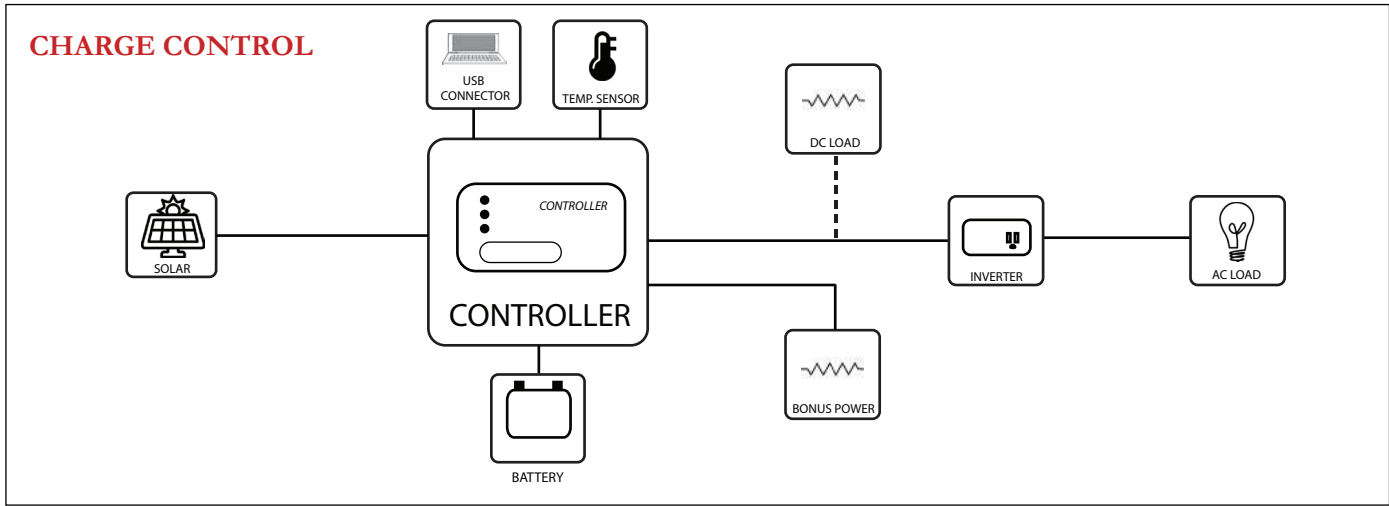 CHARGE CONTROL
USB
CONNECTOR
TEMP. SENSOR
DC LOAD
SOLAR
CONTROLLER
CONTROLLER
INVERTER
AC LOAD
BONUS POWER
BATTERY